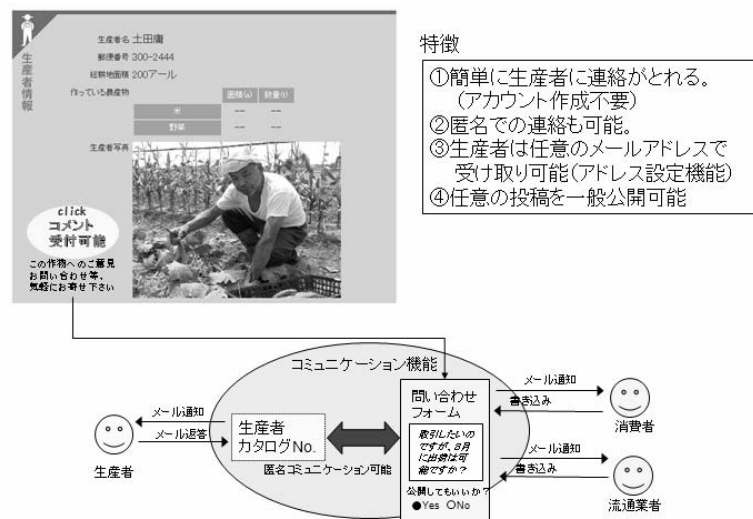 生産者情報
生産者名 土田庸
郵便番号 300-2444
総耕地面積 200アール
作っている農産物
面積(a) 数量(t)
米 -- --
野菜 -- --
生産者写真
click
コメント
受付可能
この作物へのご意見
お問い合わせ等、
気軽にお寄せ下さい
特徴
①簡単に生産者に連絡がとれる。
(アカウント作成不要)
②匿名での連絡も可能。
③生産者は任意のメールアドレスで
受け取り可能(アドレス設定機能)
④任意の投稿を一般公開可能
コミュニケーション機能
メール通知
メール返答
生産者
生産者
カタログNo.
匿名コミュニケーション可能
問い合わせ
フォーム
取引したいの
ですが、8月
に出荷は可
能ですか?
公開してもいいか?
●Yes ○No
メール通知
書き込み
消費者
メール通知
書き込み
流通業者